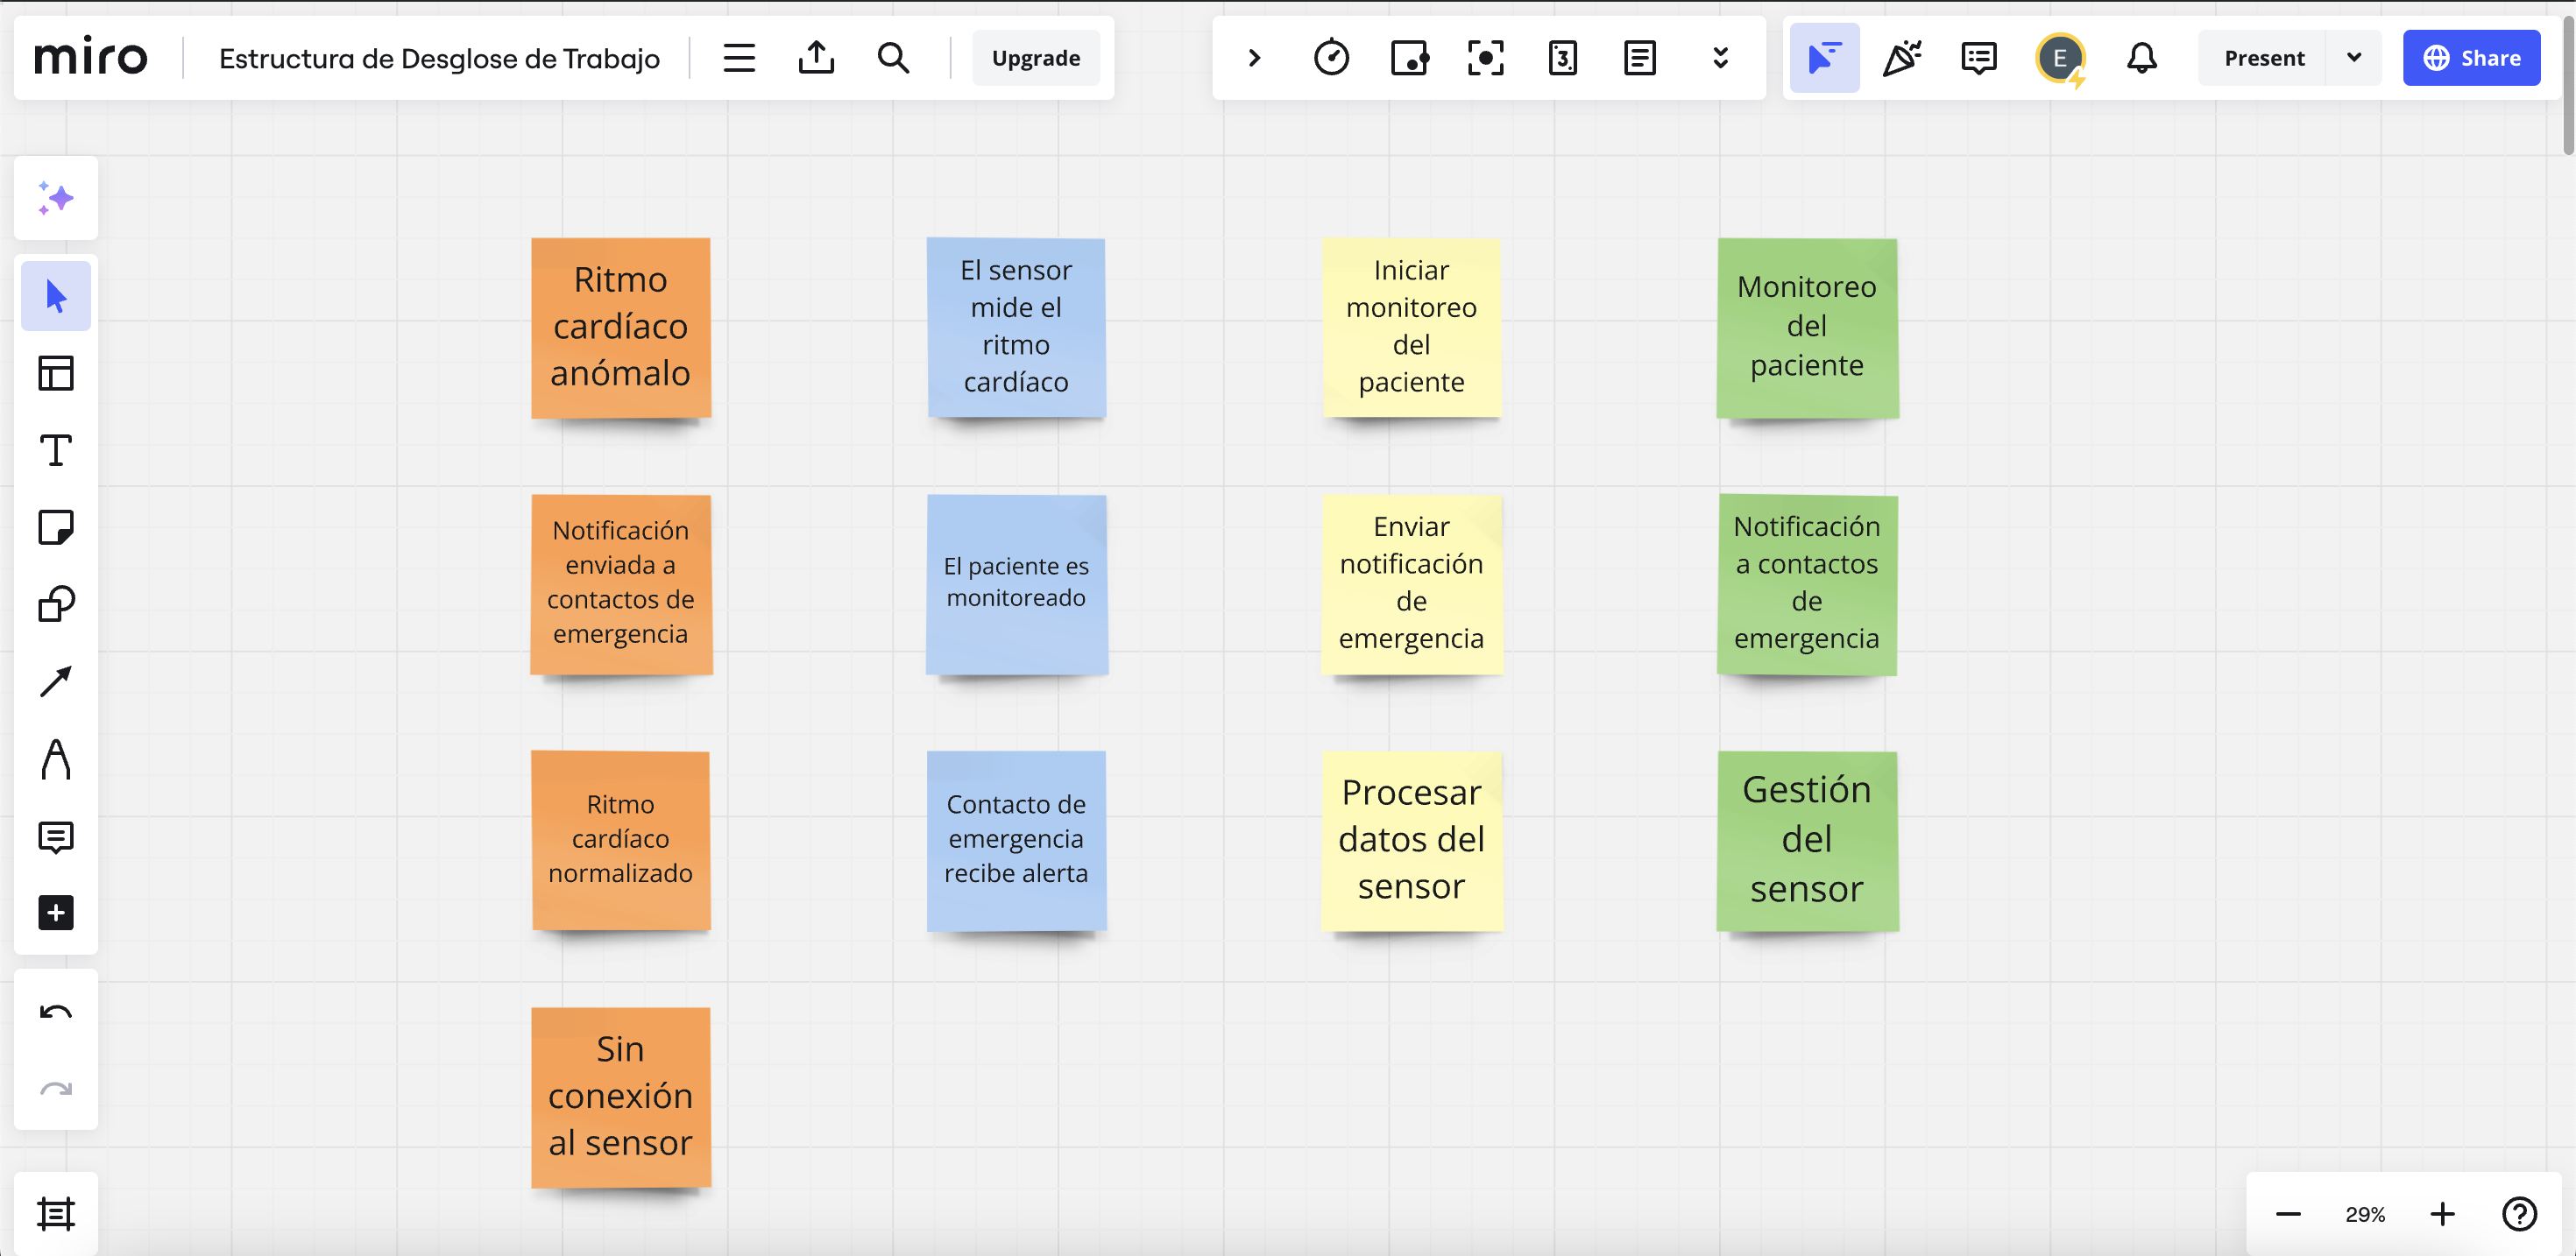 miro
Estructura de Desglose de Trabajo
Upgrade
3
E
Present
Share
Ritmo
cardíaco
anómalo
El sensor
mide el
ritmo
cardíaco
Iniciar
monitoreo
del
paciente
Monitoreo
del
paciente
Notificación
enviada a
contactos de
emergencia
El paciente es
monitoreado
Enviar
notificación
de
emergencia
Notificación
a contactos
de
emergencia
Ritmo
cardíaco
normalizado
Contacto de
emergencia
recibe alerta
Procesar
datos del
sensor
Gestión
del
sensor
Sin
conexión
al sensor
29%